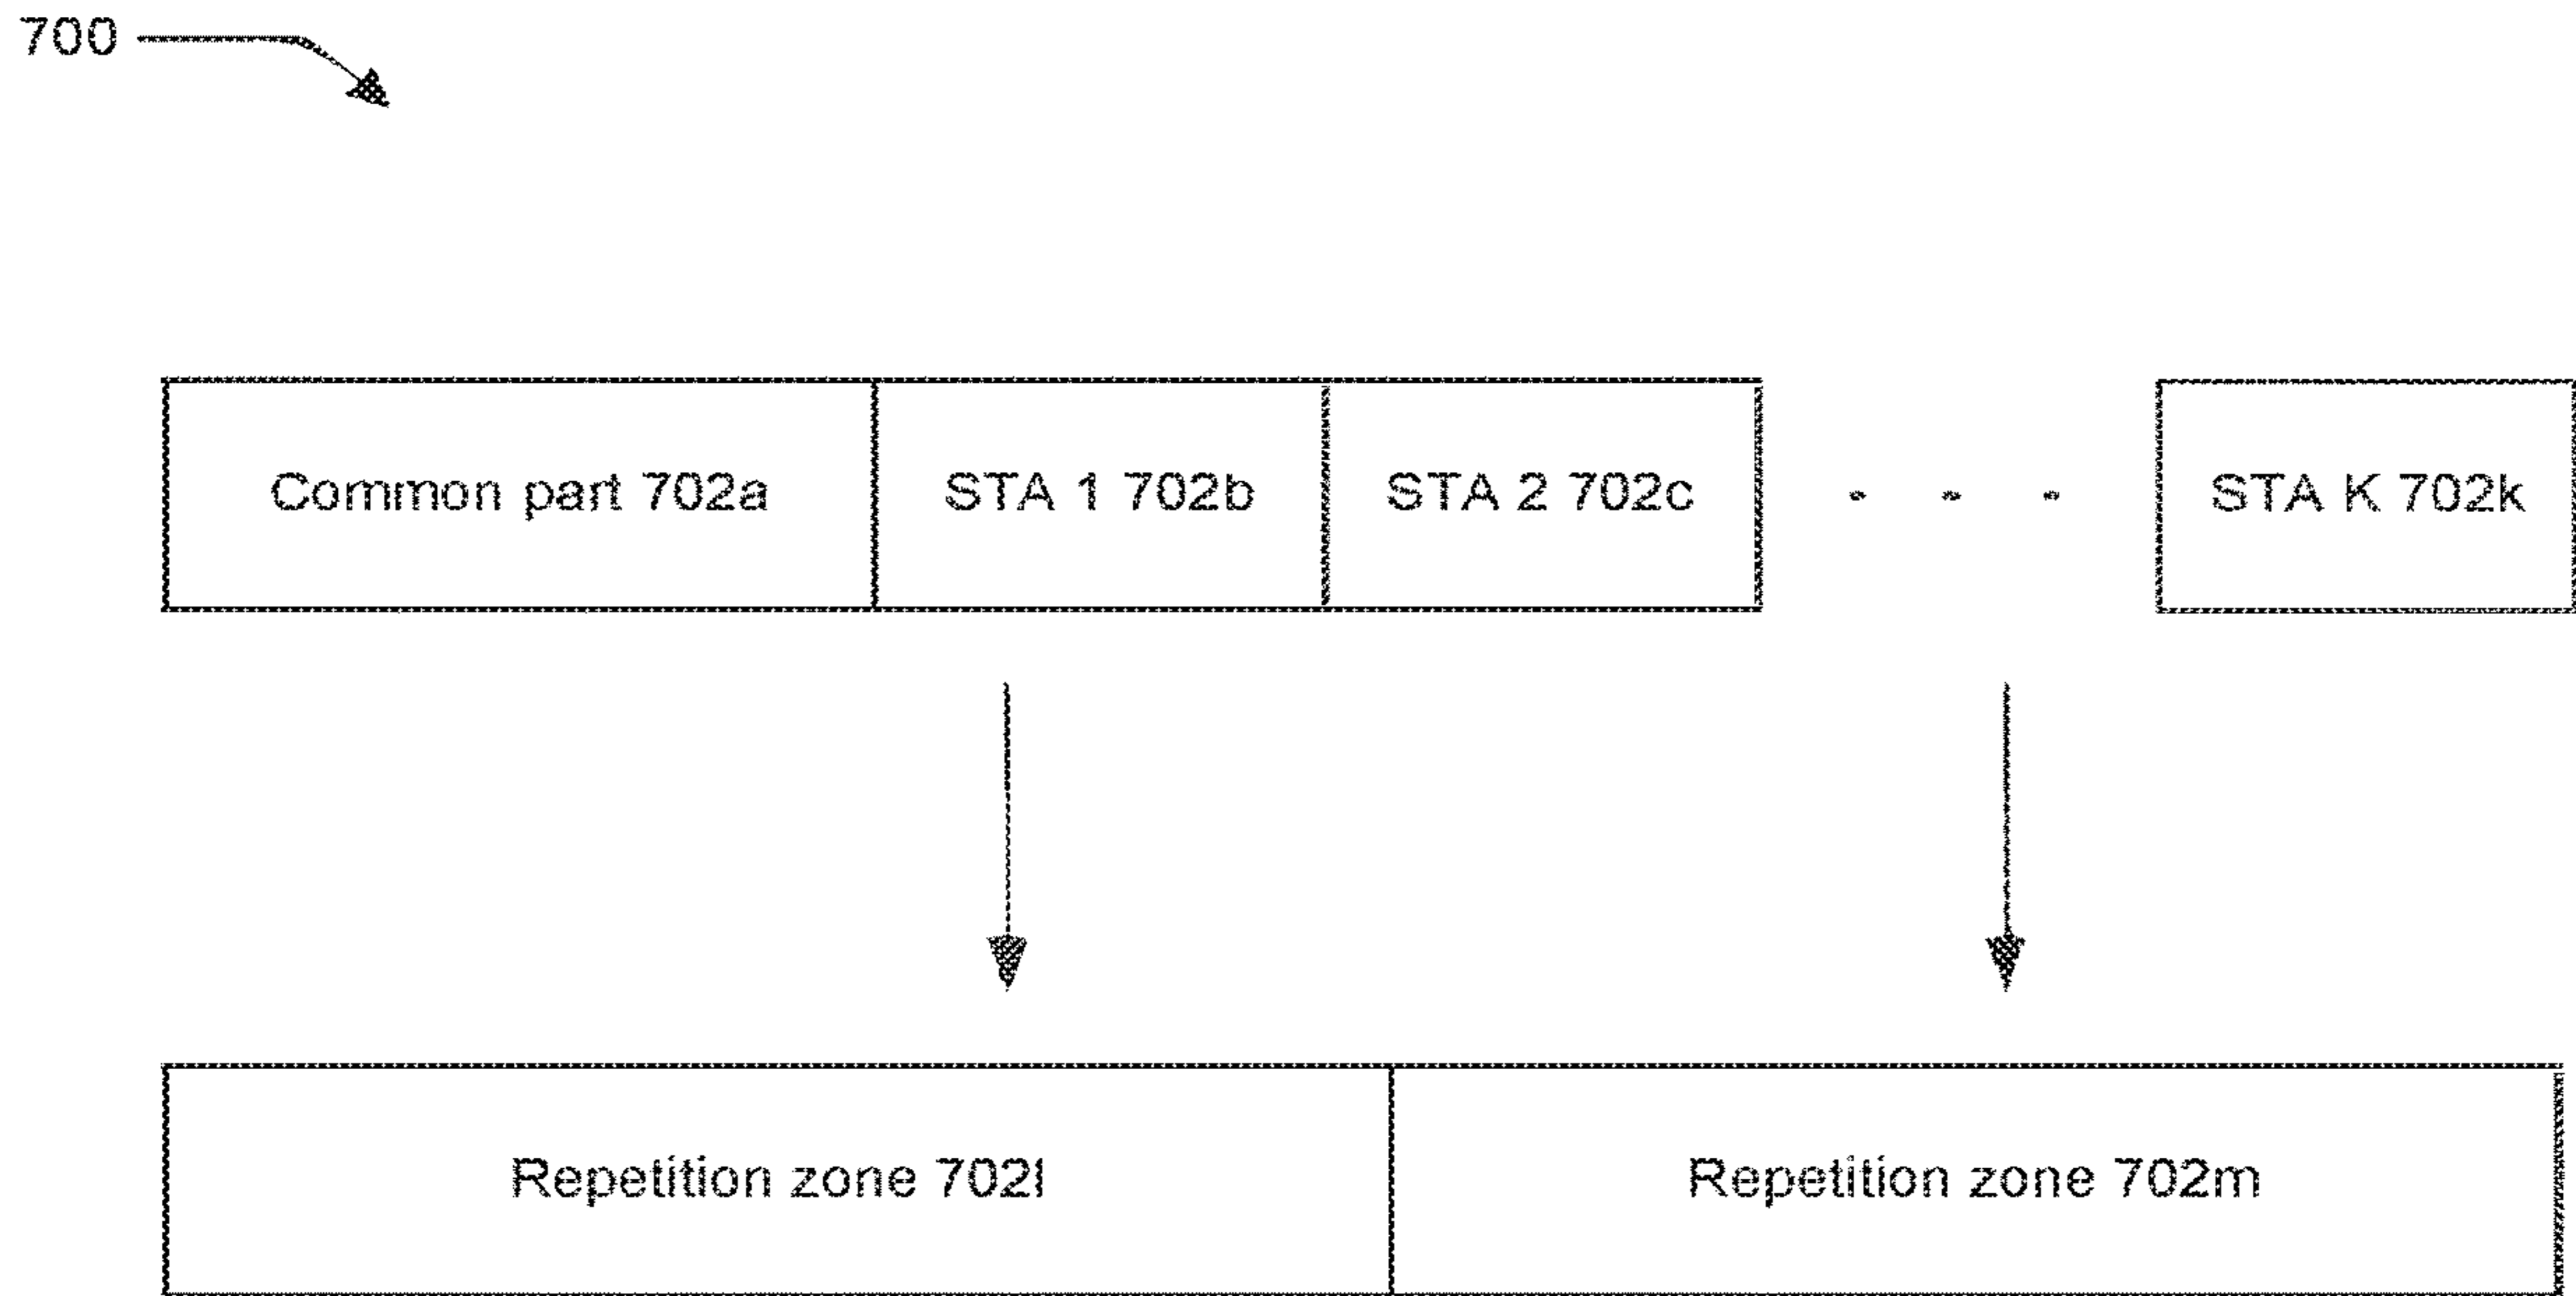 700
Common part 702a STA 1 702b STA 2 702c - - - STA K 702k
Repetition zone 702l Repetition zone 702m